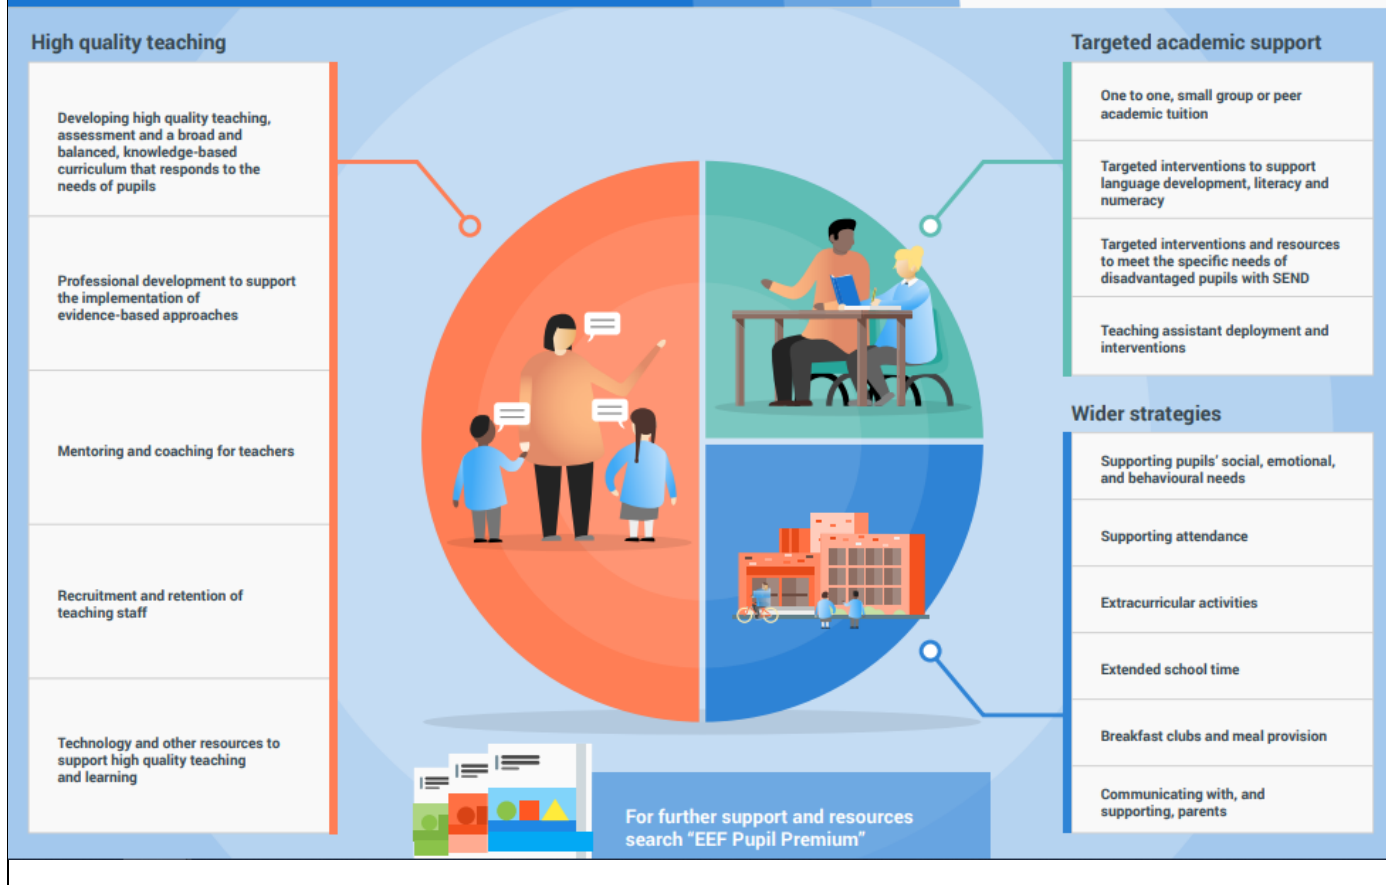 High quality teaching
Developing high quality teaching,
assessment and a broad and
balanced, knowledge-based
curriculum that responds to the
needs of pupils
Professional development to support
the implementation of
evidence-based approaches
Mentoring and coaching for teachers
Recruitment and retention of
teaching staff
Technology and other resources to
support high quality teaching
and learning
Targeted academic support
One to one, small group or peer
academic tuition
Targeted interventions to support
language development, literacy and
numeracy
Targeted interventions and resources
to meet the specific needs of
disadvantaged pupils with SEND
Teaching assistant deployment and
interventions
Wider strategies
Supporting pupils’ social, emotional,
and behavioural needs
Supporting attendance
Extracurricular activities
Extended school time
Breakfast clubs and meal provision
Communicating with, and
supporting, parents
For further support and resources
search “EEF Pupil Premium”